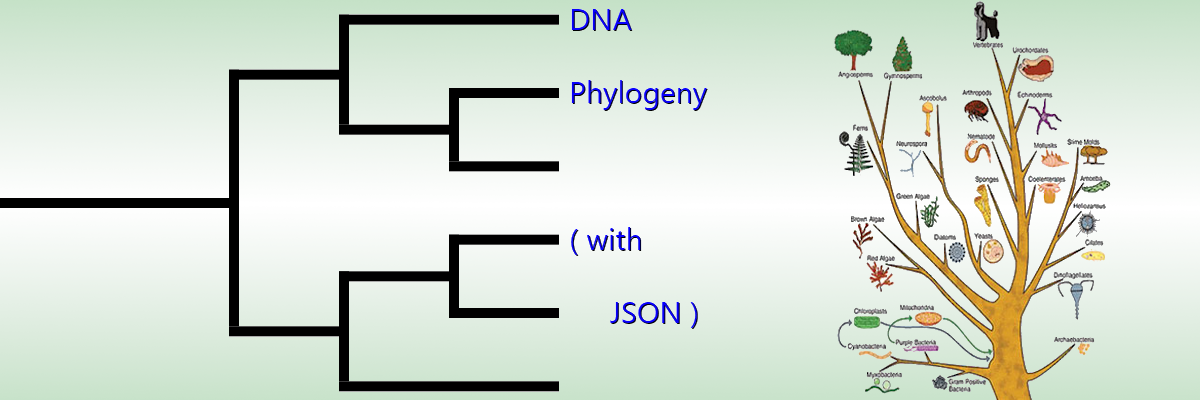 DNA
Phylogeny
( with
JSON )
Vertebrates
Urochordates
Angiosperms
Gymnosperms
Ascobolus
Arthropods
Echinoderms
Ferns
Neurospora
Nematode
Mollusks
Slime Molds
Sponges
Coelenterates
Amoeba
Green Algae
Heliozoanus
Brown Algae
Diatoms
Yeasts
Ciliates
Red Algae
Dinoflagellates
Chloroplasts
Mitochondria
Cyanobacteria
Purple Bacteria
Archaebacteria
Myxobacteria
Gram Positive
Bacteria